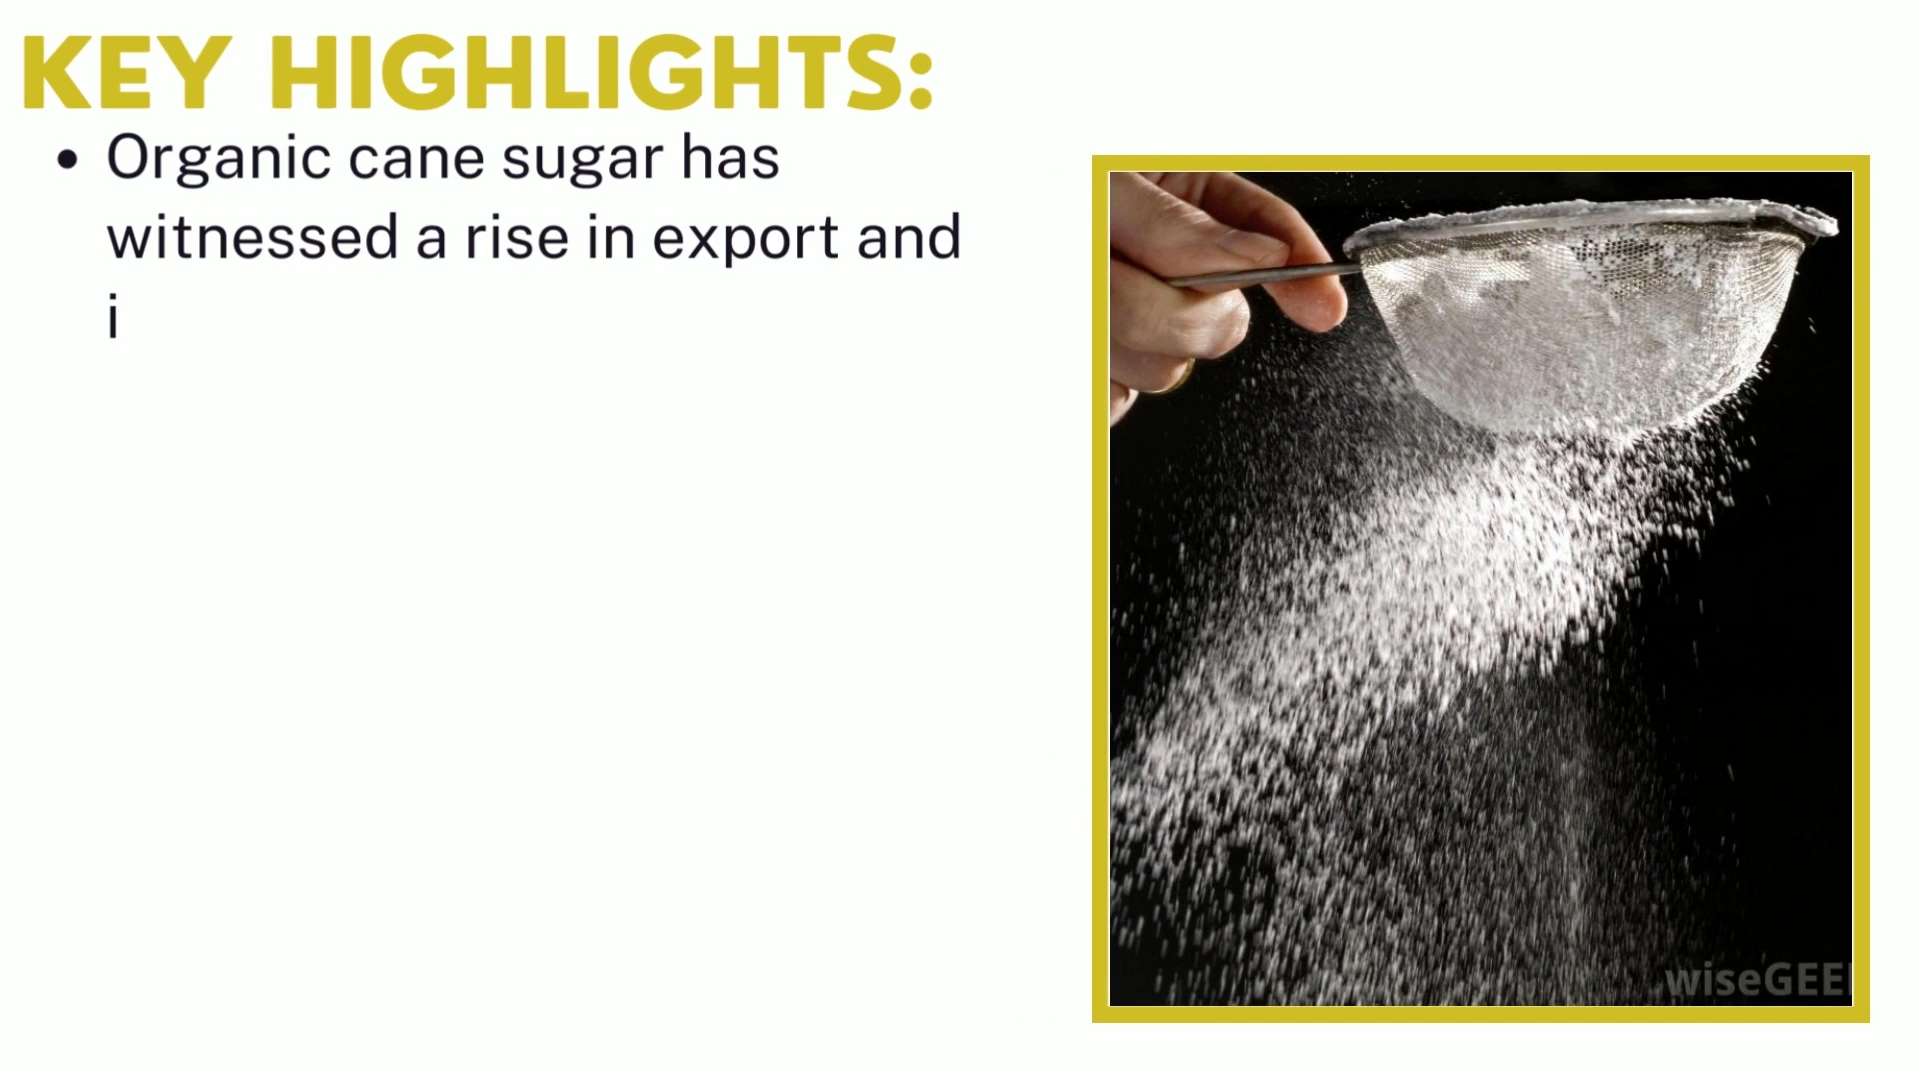 KEY HIGHLIGHTS:
• Organic cane sugar has
witnessed a rise in export and
i
wiseGEE